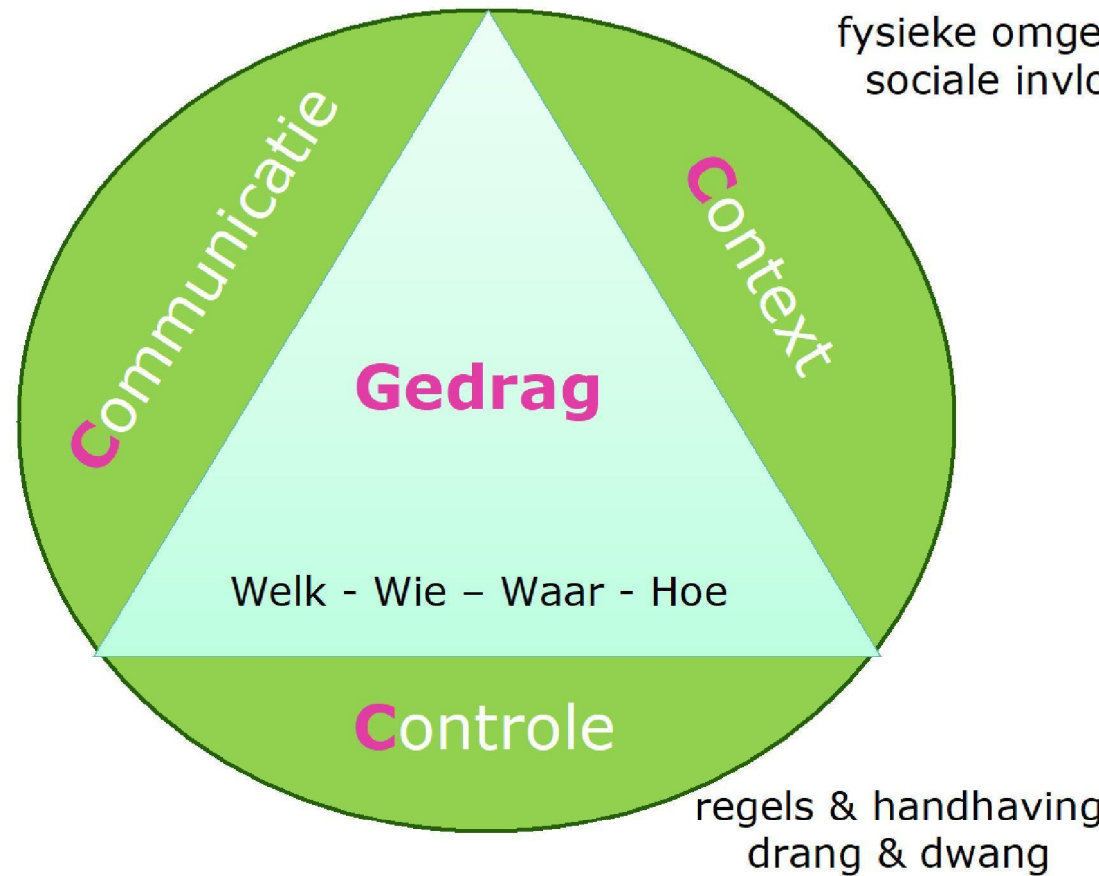 fysieke omge
sociale invlo
Communicatie
Context
Gedrag
Welk - Wie – Waar - Hoe
Controle
regels & handhaving
drang & dwang